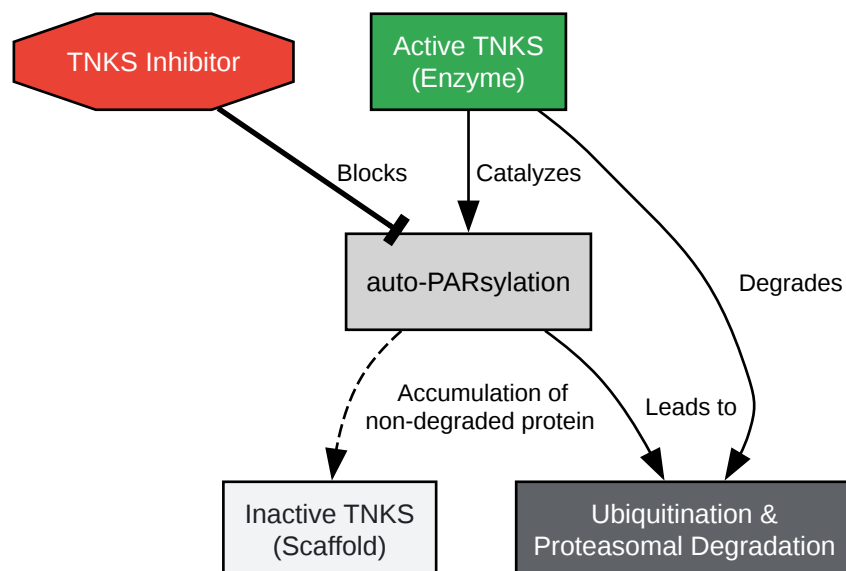 TNKS Inhibitor
Active TNKS
(Enzyme)
Blocks
Catalyzes
auto-PARsylation
Degrades
Accumulation of
non-degraded protein
Leads to
Inactive TNKS
(Scaffold)
Ubiquitination &
Proteasomal Degradation